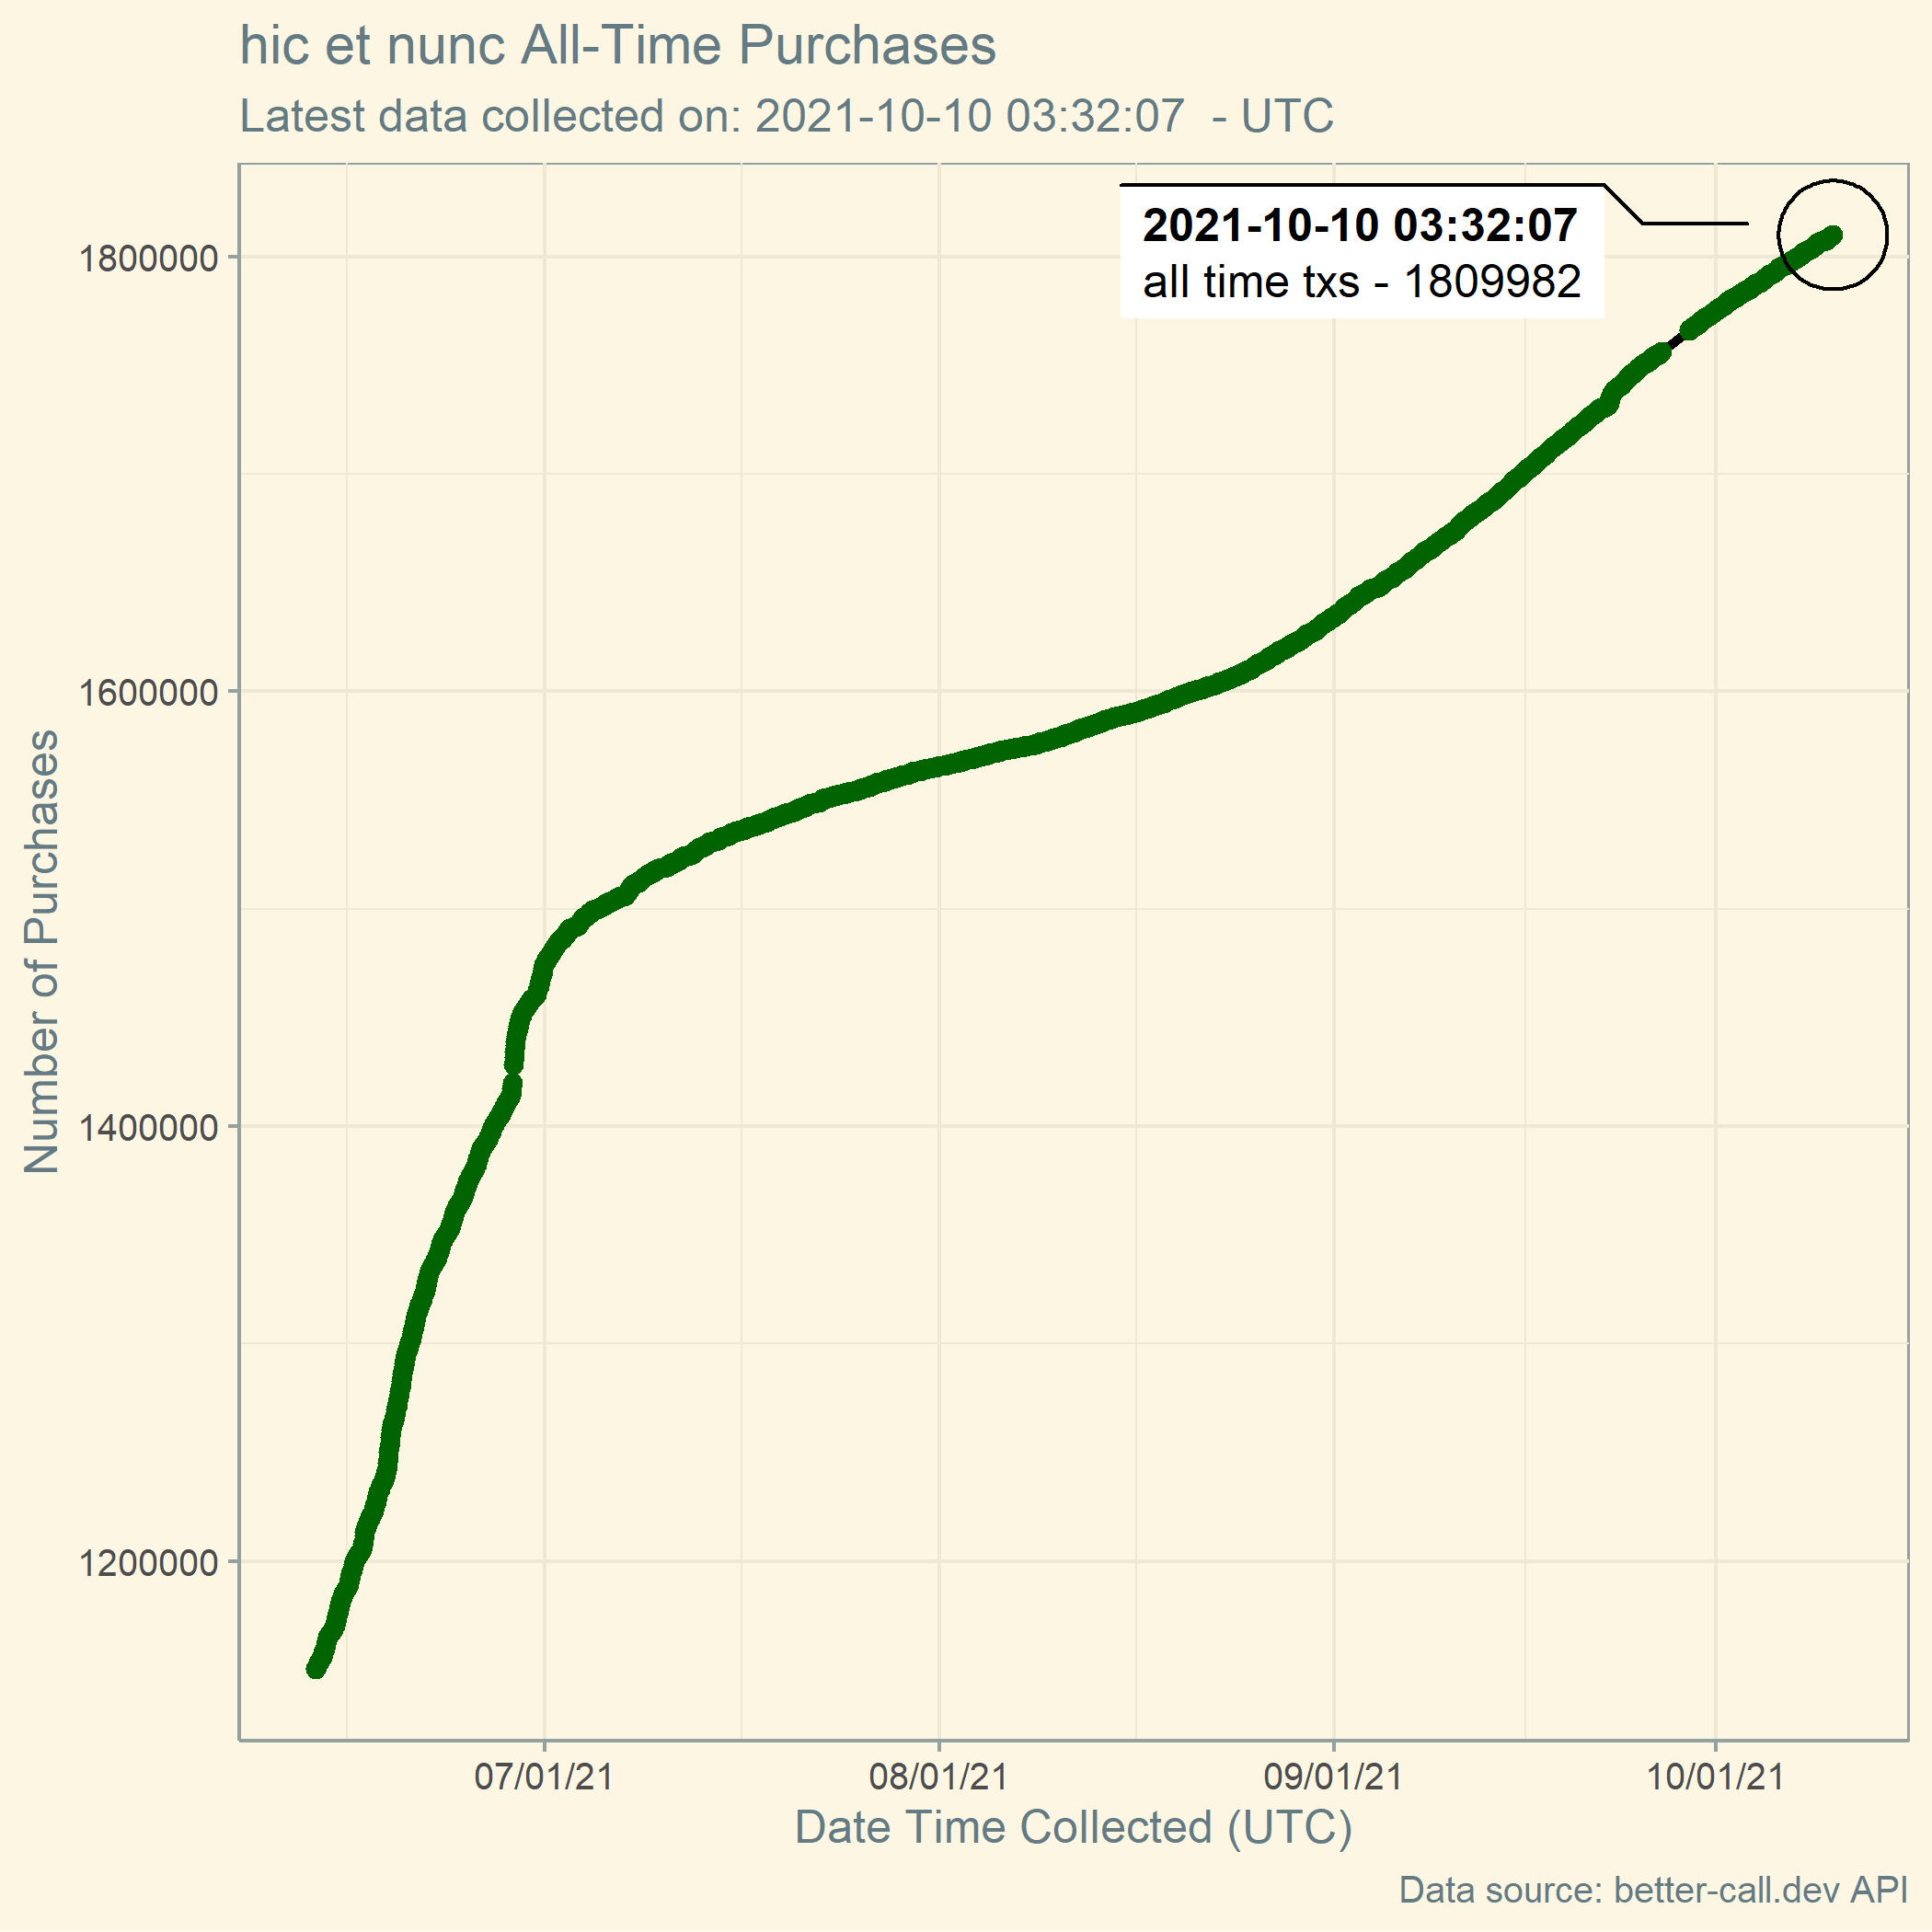 hic et nunc All-Time Purchases
Latest data collected on: 2021-10-10 03:32:07  - UTC
2021-10-10 03:32:07
all time txs - 1809982
Number of Purchases
1800000
1600000
1400000
1200000
07/01/21
08/01/21
09/01/21
10/01/21
Date Time Collected (UTC)
Data source: better-call.dev API